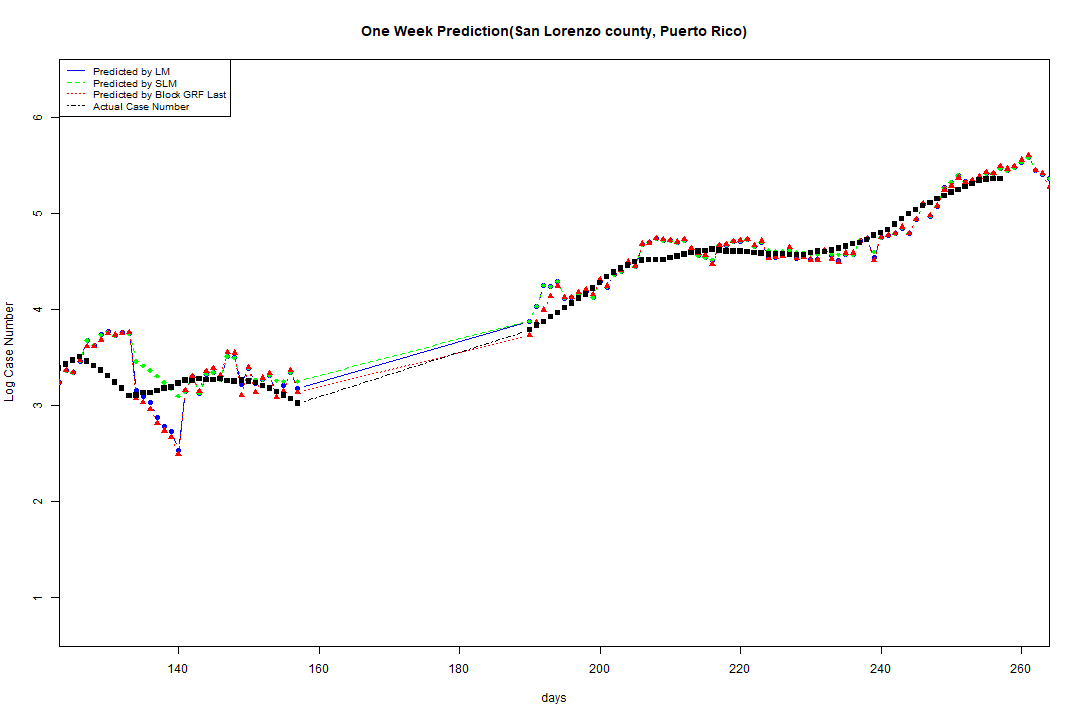 One Week Prediction(San Lorenzo county, Puerto Rico)
Predicted by LM
Predicted by SLM
Predicted by Block GRF Last
Actual Case Number
Log Case Number
6
5
4
3
2
1
140 160 180 200 220 240 260
days